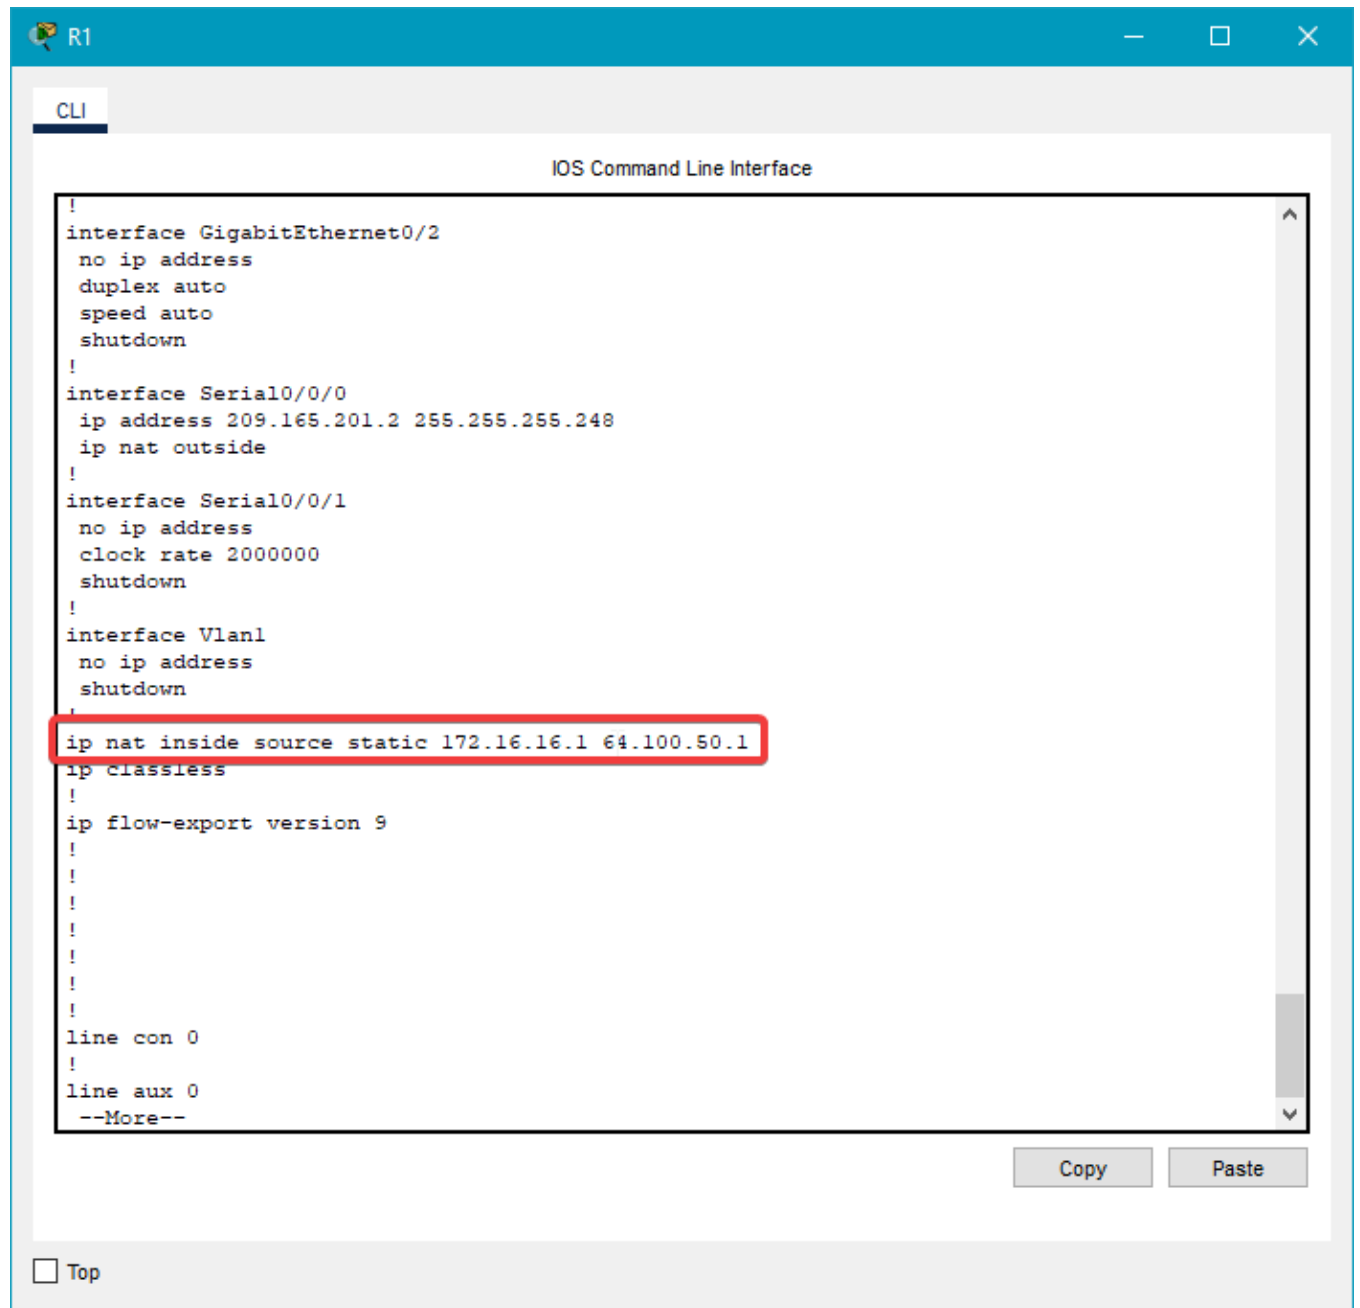 R1
CLI
IOS Command Line Interface
!
interface GigabitEthernet0/2
 no ip address
 duplex auto
 speed auto
 shutdown
!
interface Serial0/0/0
 ip address 209.165.201.2 255.255.255.248
 ip nat outside
!
interface Serial0/0/1
 no ip address
 clock rate 2000000
 shutdown
!
interface Vlan1
 no ip address
 shutdown
!
ip nat inside source static 172.16.16.1 64.100.50.1
ip classless
!
ip flow-export version 9
!
!
!
!
!
!
!
line con 0
!
line aux 0
 --More--
Copy Paste
Top